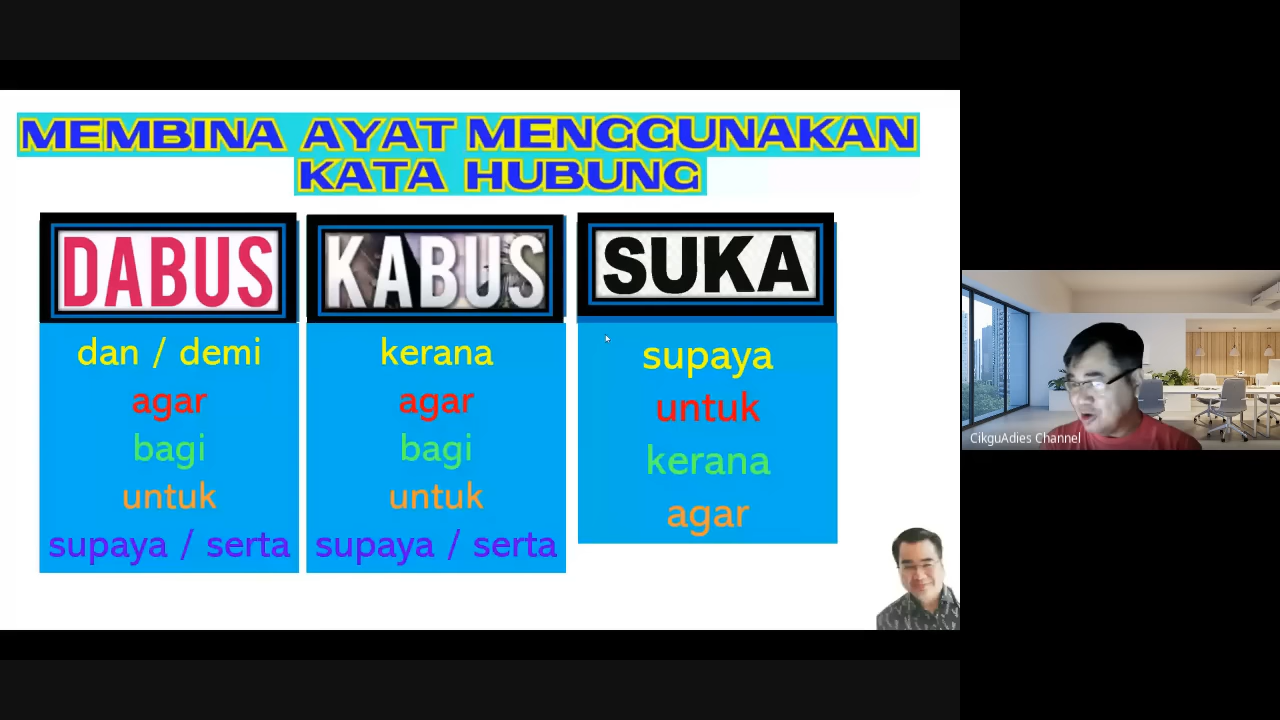 MEMBINA AYAT MENGGUNAKAN
KATA HUBUNG
DABUS
dan / demi
agar
bagi
untuk
supaya / serta
KABUS
kerana
agar
bagi
untuk
supaya / serta
SUKA
supaya
untuk
kerana
agar
CikguAdies Channel